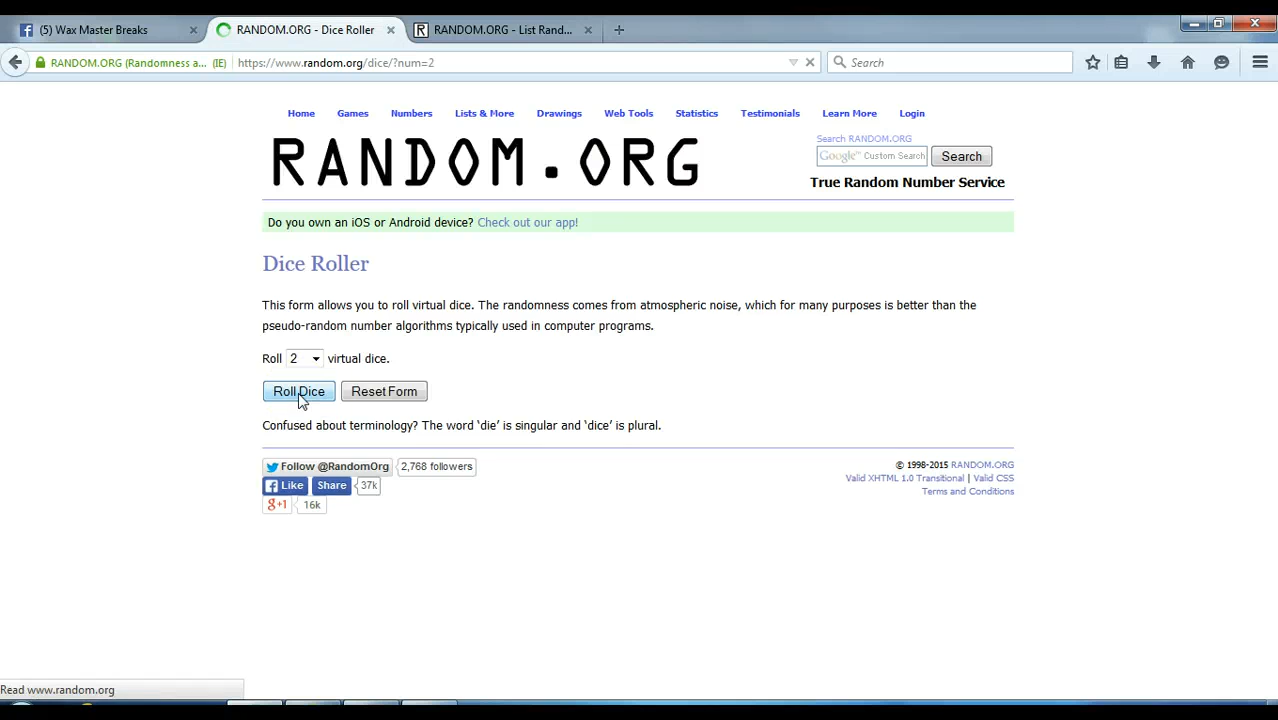 (5) Wax Master Breaks
RANDOM.ORG - Dice Roller
RANDOM.ORG - List Rand...
RANDOM.ORG (Randomness a... (IE)
https://www.random.org/dice/?num=2
Search
Home Games Numbers Lists & More Drawings Web Tools Statistics Testimonials Learn More Login
RANDOM.ORG
Search RANDOM.ORG
Google™ Custom Search
Search
True Random Number Service
Do you own an iOS or Android device? Check out our app!
Dice Roller
This form allows you to roll virtual dice. The randomness comes from atmospheric noise, which for many purposes is better than the
pseudo-random number algorithms typically used in computer programs.
Roll 2 virtual dice.
Roll Dice Reset Form
Confused about terminology? The word ‘die’ is singular and ‘dice’ is plural.
Follow @RandomOrg 2,768 followers
Like Share 37k
g+1 16k
© 1998-2015 RANDOM.ORG
Valid XHTML 1.0 Transitional | Valid CSS
Terms and Conditions
Read www.random.org